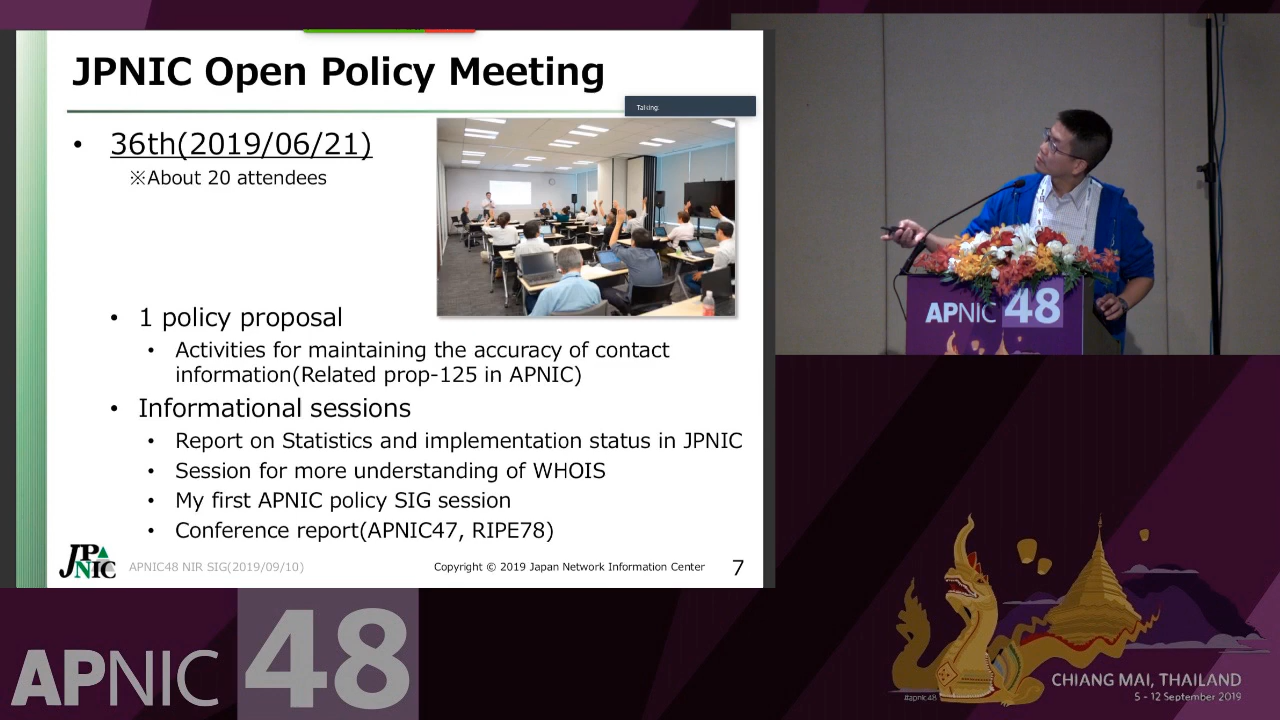 JPNIC Open Policy Meeting
Talking:
• 36th(2019/06/21)
※About 20 attendees
• 1 policy proposal
• Activities for maintaining the accuracy of contact
information(Related prop-125 in APNIC)
• Informational sessions
• Report on Statistics and implementation status in JPNIC
• Session for more understanding of WHOIS
• My first APNIC policy SIG session
• Conference report(APNIC47, RIPE78)
JPNIC
APNIC48 NIR SIG(2019/09/10)
Copyright © 2019 Japan Network Information Center
7
APNIC 48
APNIC 48
#apnic48
CHIANG MAI, THAILAND
5 - 12 September 2019